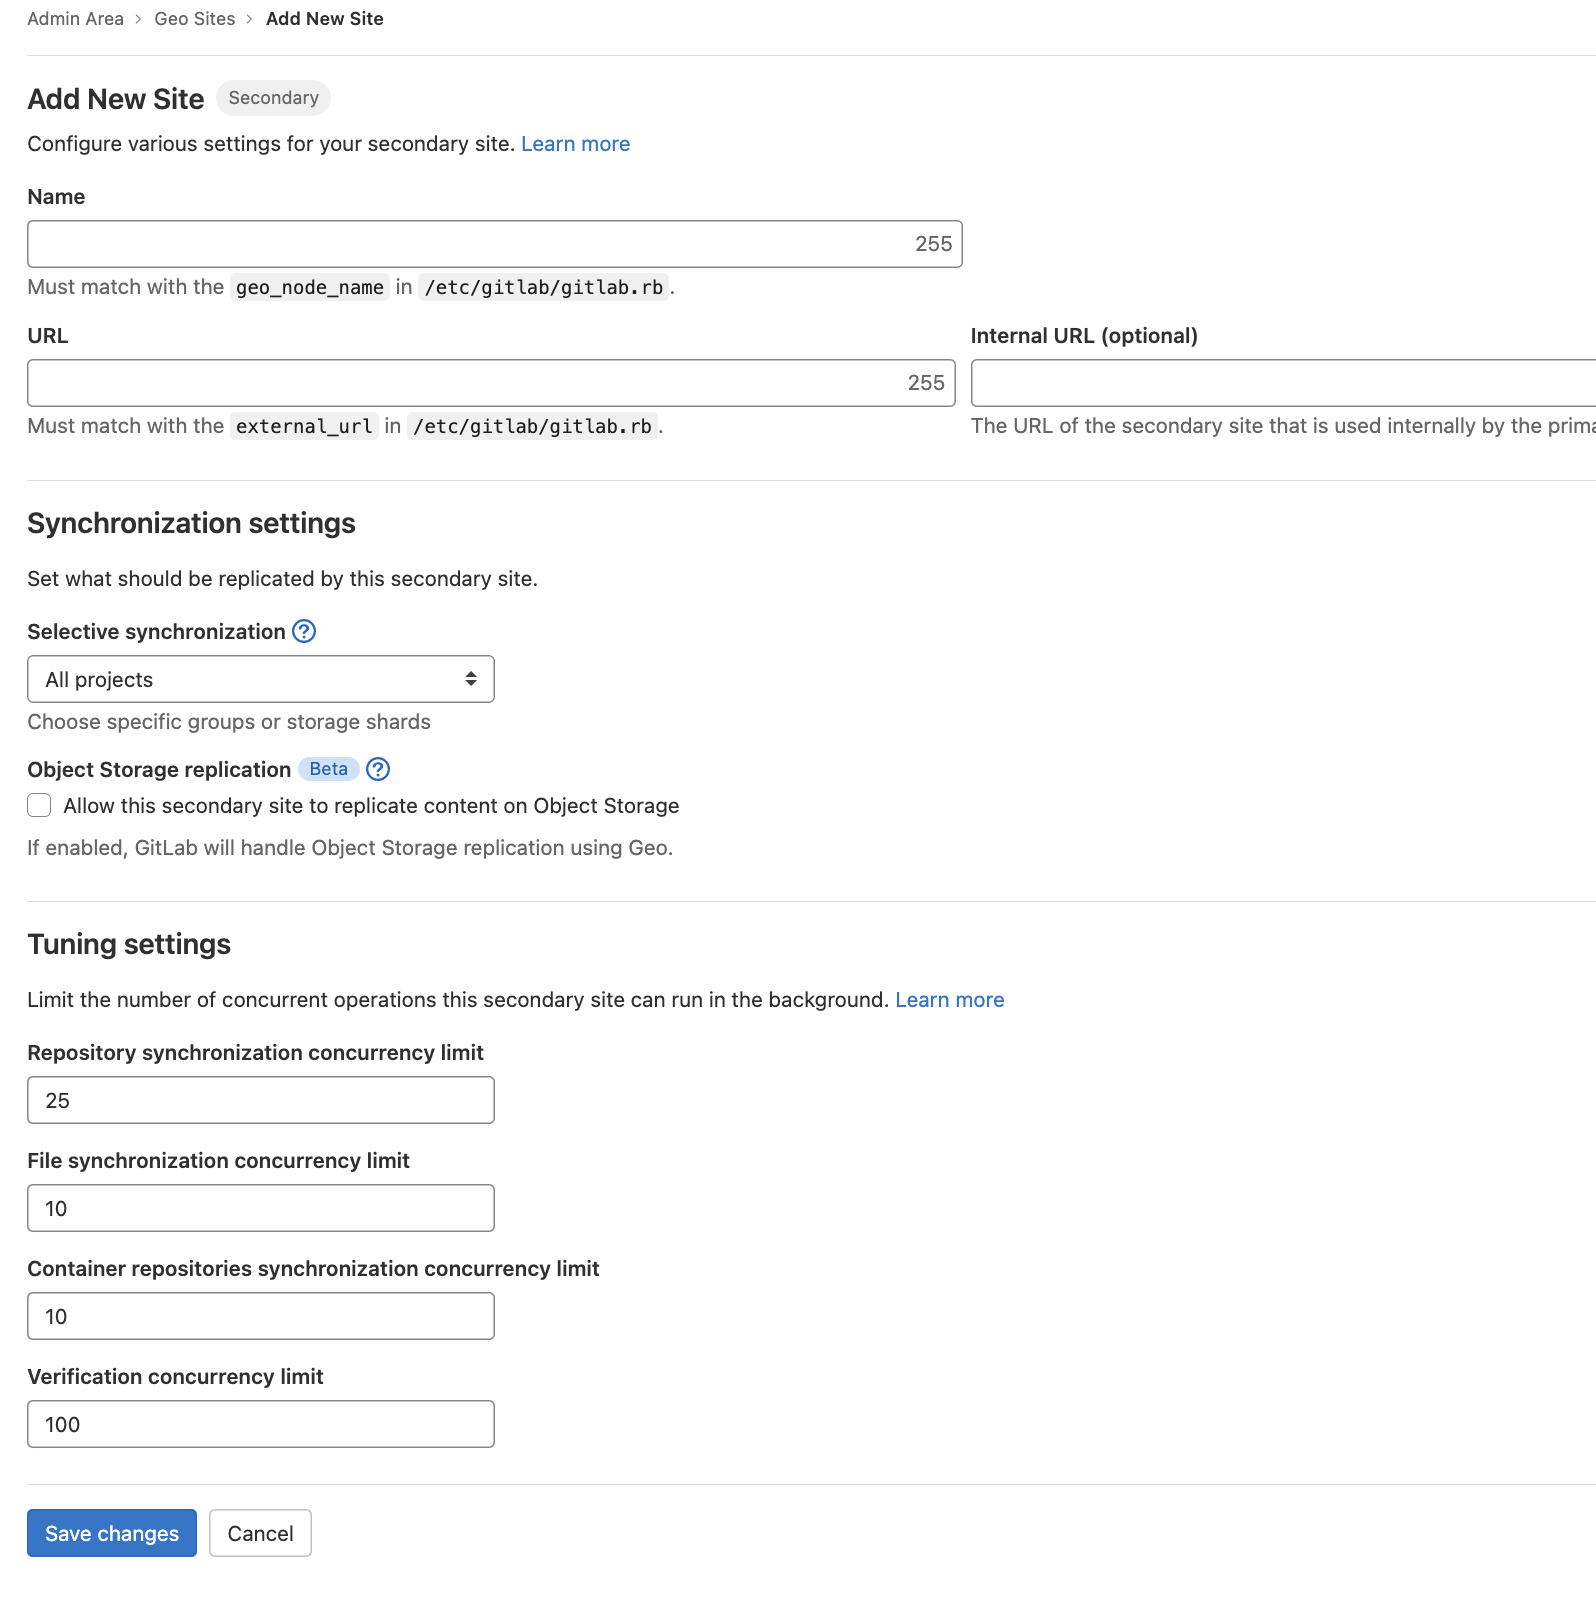 Admin Area > Geo Sites > Add New Site
Add New Site Secondary
Configure various settings for your secondary site. Learn more
Name
255
Must match with the geo_node_name in /etc/gitlab/gitlab.rb.
URL
255
Must match with the external_url in /etc/gitlab/gitlab.rb.
Internal URL (optional)
The URL of the secondary site that is used internally by the
Synchronization settings
Set what should be replicated by this secondary site.
Selective synchronization ?
All projects
Choose specific groups or storage shards
Object Storage replication Beta ?
Allow this secondary site to replicate content on Object Storage
If enabled, GitLab will handle Object Storage replication using Geo.
Tuning settings
Limit the number of concurrent operations this secondary site can run in the background. Learn more
Repository synchronization concurrency limit
25
File synchronization concurrency limit
10
Container repositories synchronization concurrency limit
10
Verification concurrency limit
100
Save changes Cancel